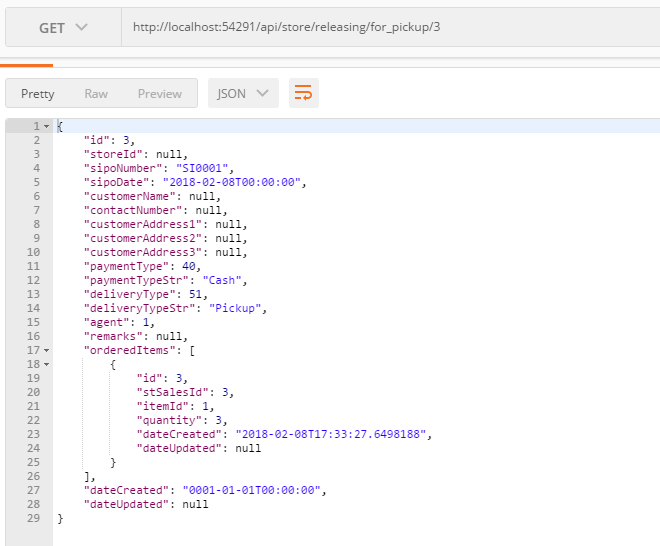 GET http://localhost:54291/api/store/releasing/for_pickup/3
Pretty Raw Preview JSON
1 {
2 "id": 3,
3 "storeId": null,
4 "sipoNumber": "SI0001",
5 "sipoDate": "2018-02-08T00:00:00",
6 "customerName": null,
7 "contactNumber": null,
8 "customerAddress1": null,
9 "customerAddress2": null,
10 "customerAddress3": null,
11 "paymentType": 40,
12 "paymentTypeStr": "Cash",
13 "deliveryType": 51,
14 "deliveryTypeStr": "Pickup",
15 "agent": 1,
16 "remarks": null,
17 "orderedItems": [
18 {
19 "id": 3,
20 "stSalesId": 3,
21 "itemId": 1,
22 "quantity": 3,
23 "dateCreated": "2018-02-08T17:33:27.6498188",
24 "dateUpdated": null
25 }
26 ],
27 "dateCreated": "0001-01-01T00:00:00",
28 "dateUpdated": null
29 }